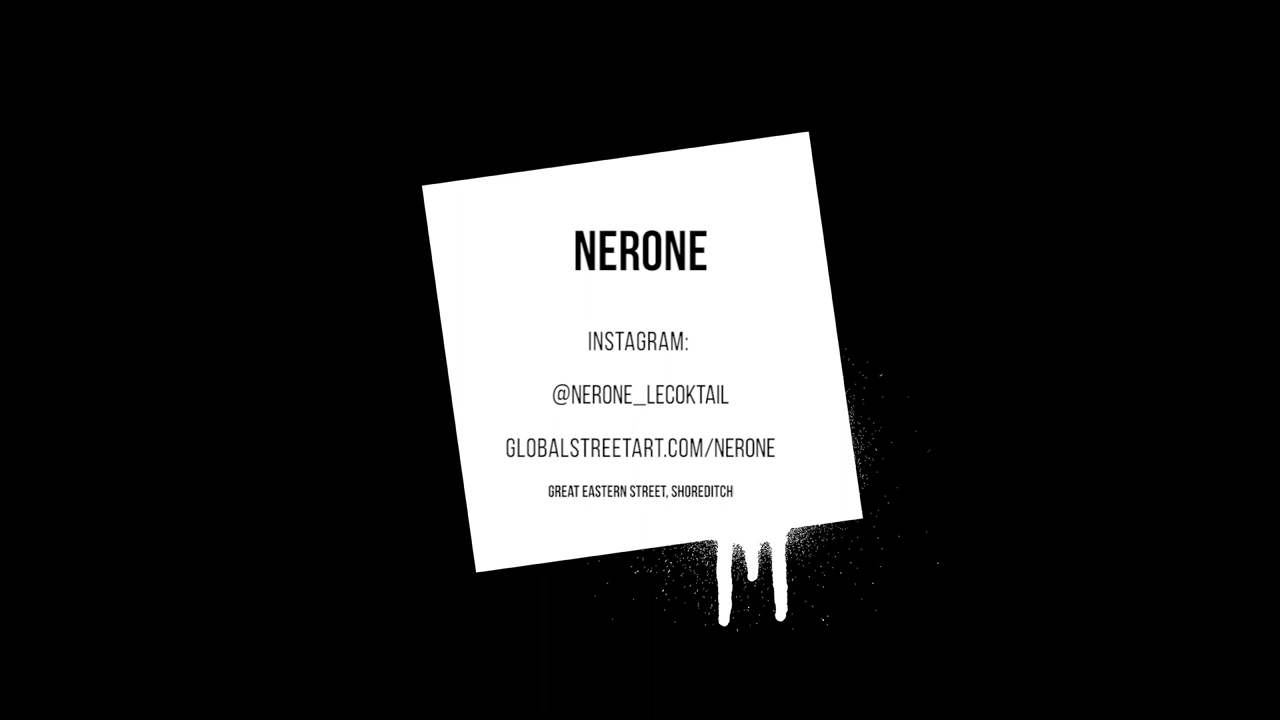 NERONE
INSTAGRAM:
@NERONE_LECOKTAIL
GLOBALSTREETART.COM/NERONE
GREAT EASTERN STREET, SHOREDITCH